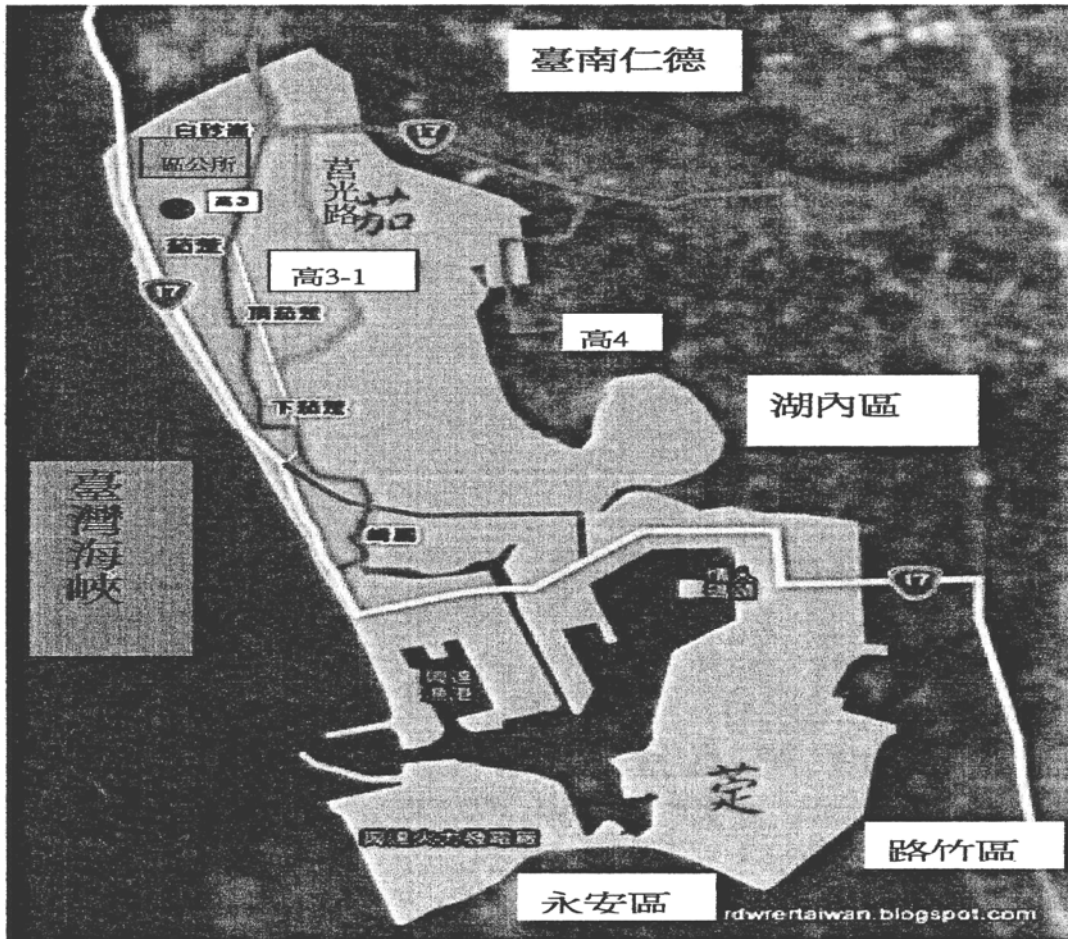 臺南仁德
白砂崙
17
區公所
莒光路
茄
高3
茄萣
高3-1
17
頂茄萣
高4
下茄萣
湖內區
臺灣海峽
崎漏
17
興達
漁港
萣
興達火力發電廠
路竹區
永安區
rdwrertaiwan.blogspot.com